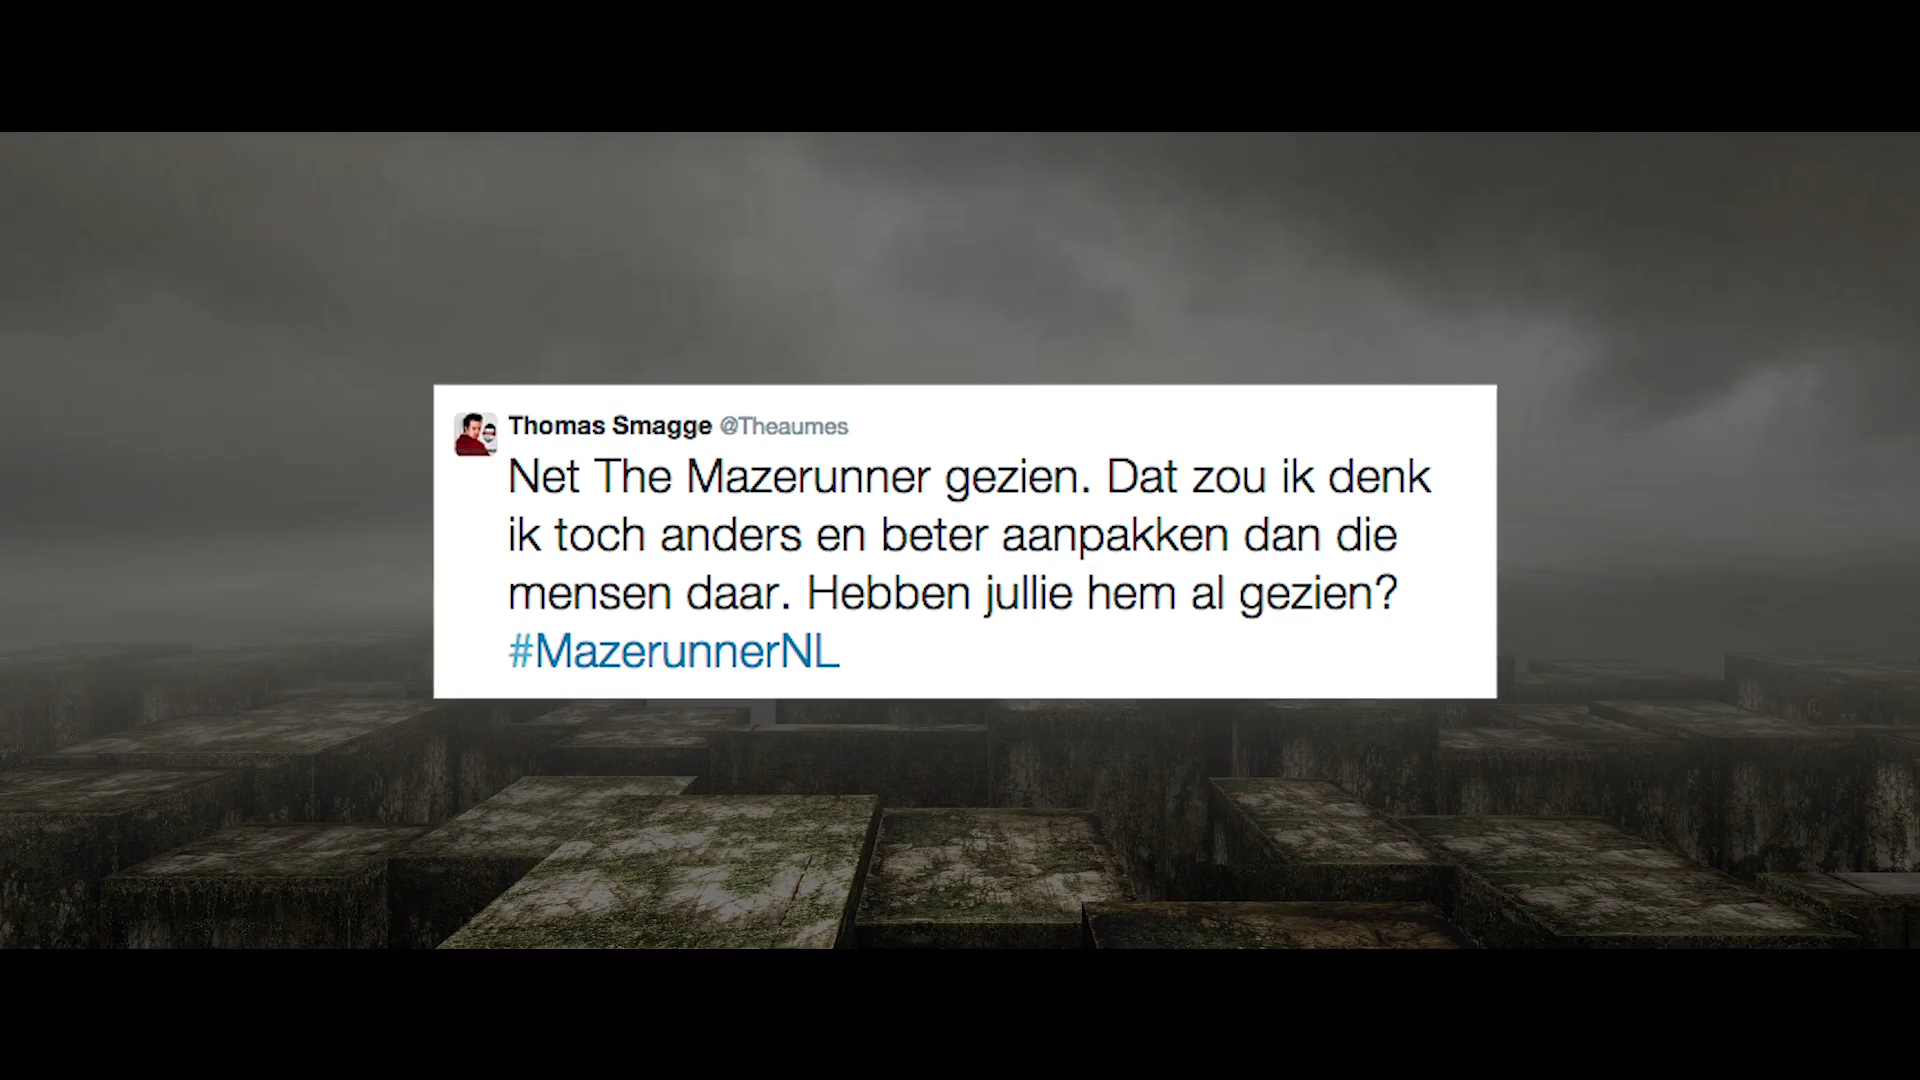 Thomas Smagge @Theaumes
Net The Mazerunner gezien. Dat zou ik denk
ik toch anders en beter aanpakken dan die
mensen daar. Hebben jullie hem al gezien?
#MazerunnerNL